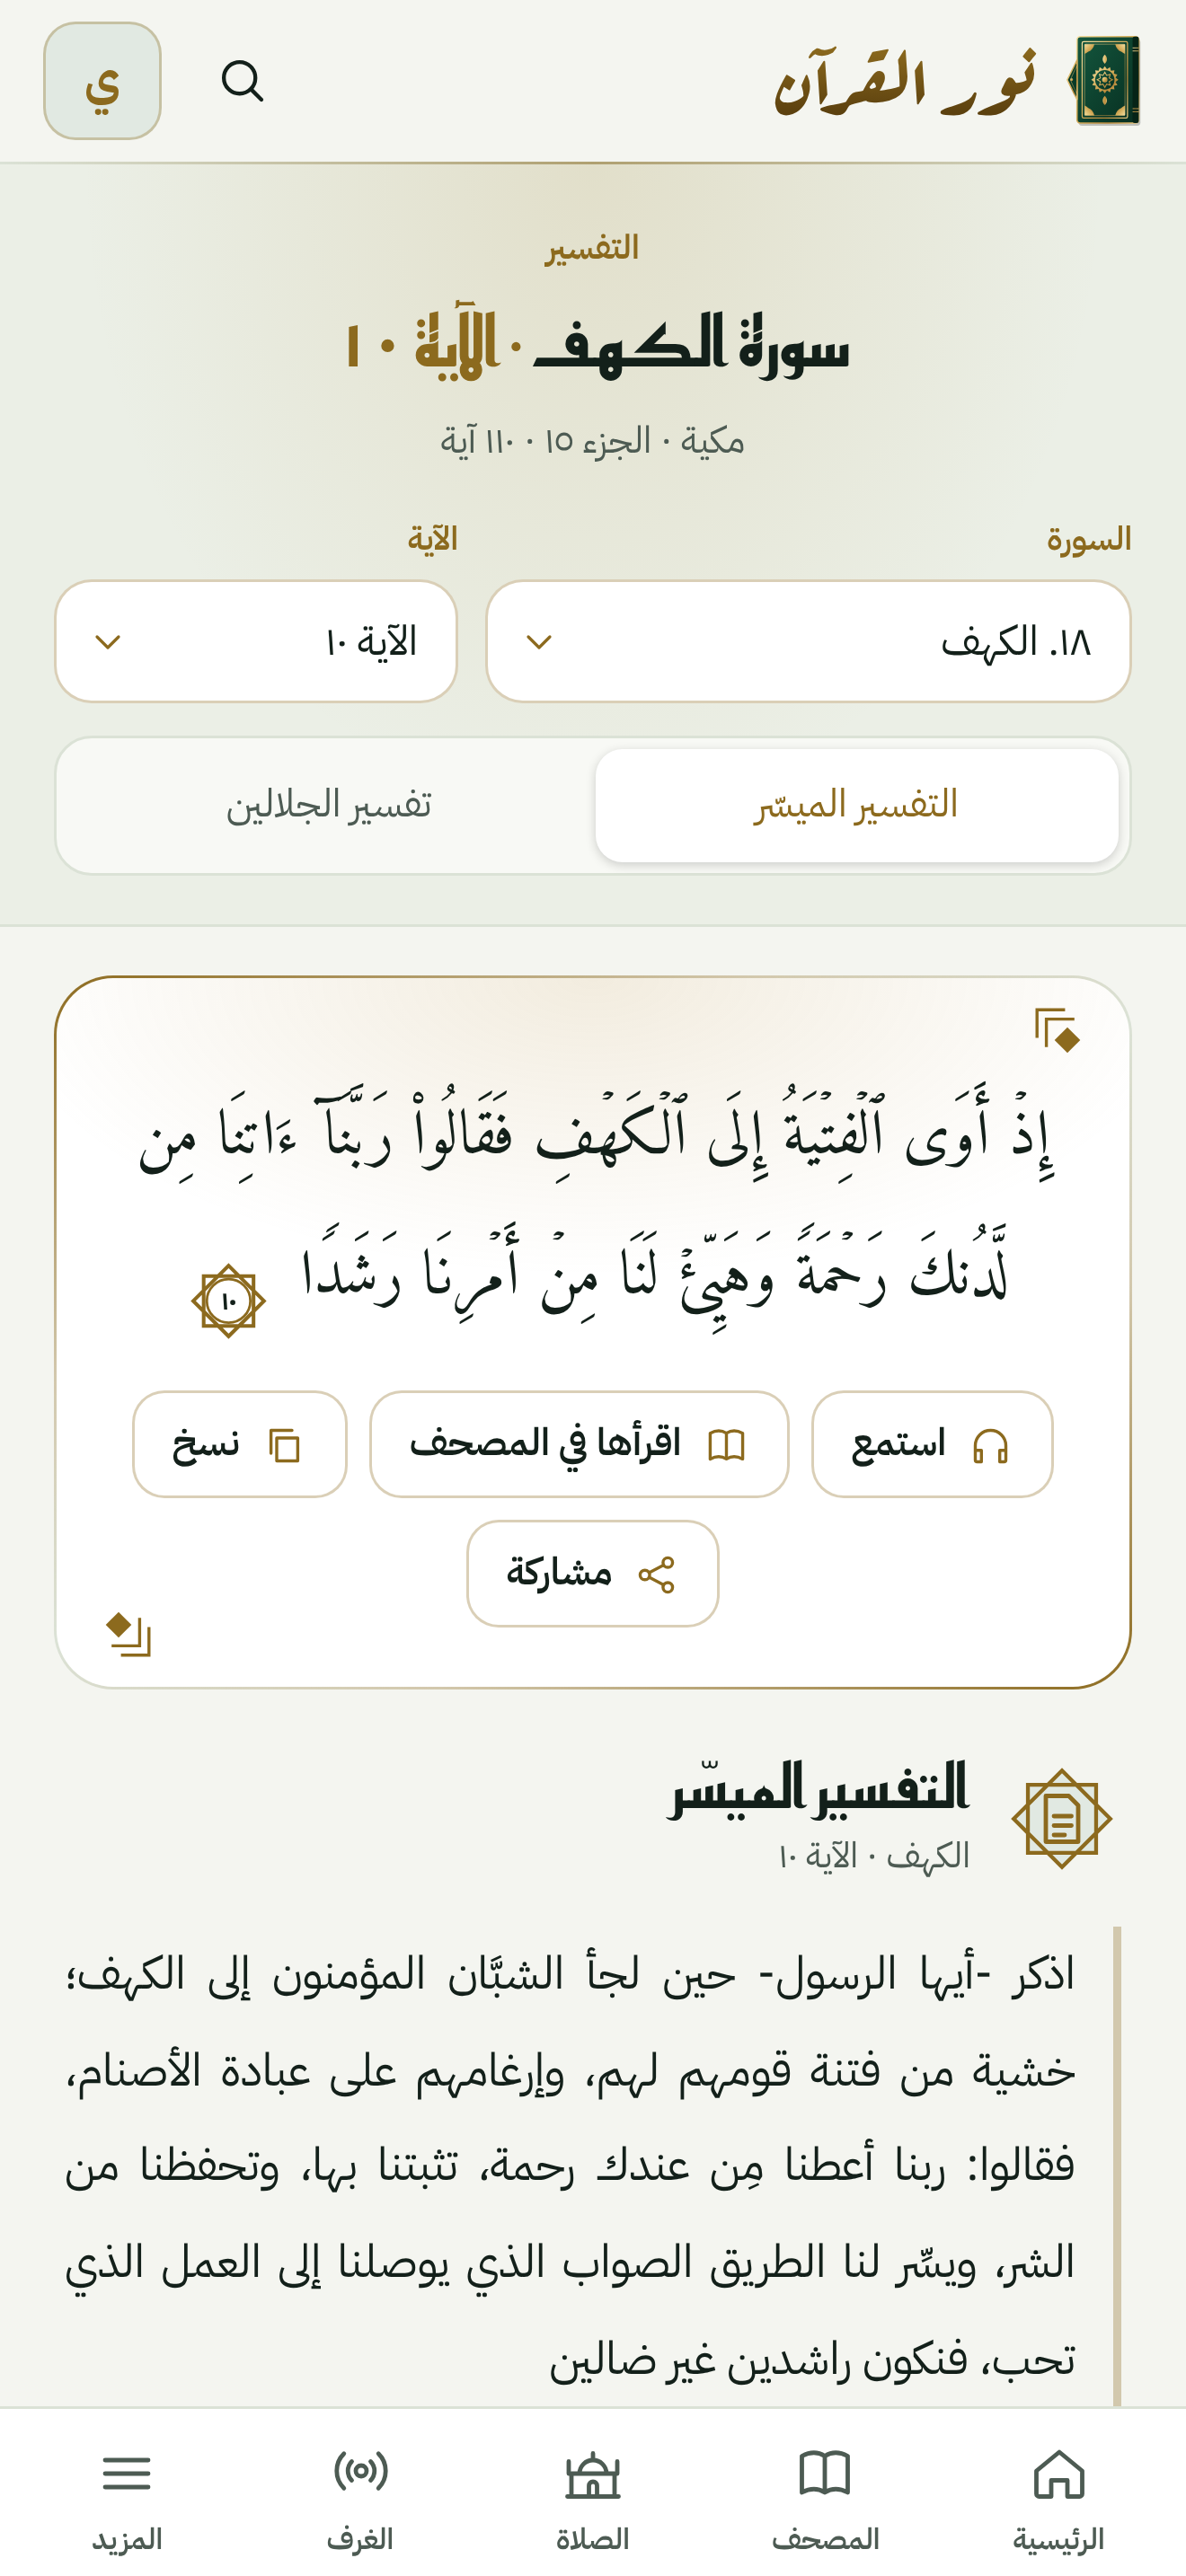 نور القرآن
ي
التفسير
سورة الكهف · الآية ١٠
مكية · الجزء ١٥ · ١١٠ آية
السورة
الآية
١٨. الكهف
الآية ١٠
التفسير الميسّر
تفسير الجلالين
إِذۡ أَوَى ٱلۡفِتۡيَةُ إِلَى ٱلۡكَهۡفِ فَقَالُواْ رَبَّنَآ ءَاتِنَا مِن
لَّدُنكَ رَحۡمَةٗ وَهَيِّئۡ لَنَا مِنۡ أَمۡرِنَا رَشَدٗا ١٠
استمع
اقرأها في المصحف
نسخ
مشاركة
التفسير الميسّر
الكهف · الآية ١٠
اذكر -أيها الرسول- حين لجأ الشبَّان المؤمنون إلى الكهف؛
خشية من فتنة قومهم لهم، وإرغامهم على عبادة الأصنام،
فقالوا: ربنا أعطنا مِن عندك رحمة، تثبتنا بها، وتحفظنا من
الشر، ويسِّر لنا الطريق الصواب الذي يوصلنا إلى العمل الذي
تحب، فنكون راشدين غير ضالين
الرئيسية
المصحف
الصلاة
الغرف
المزيد